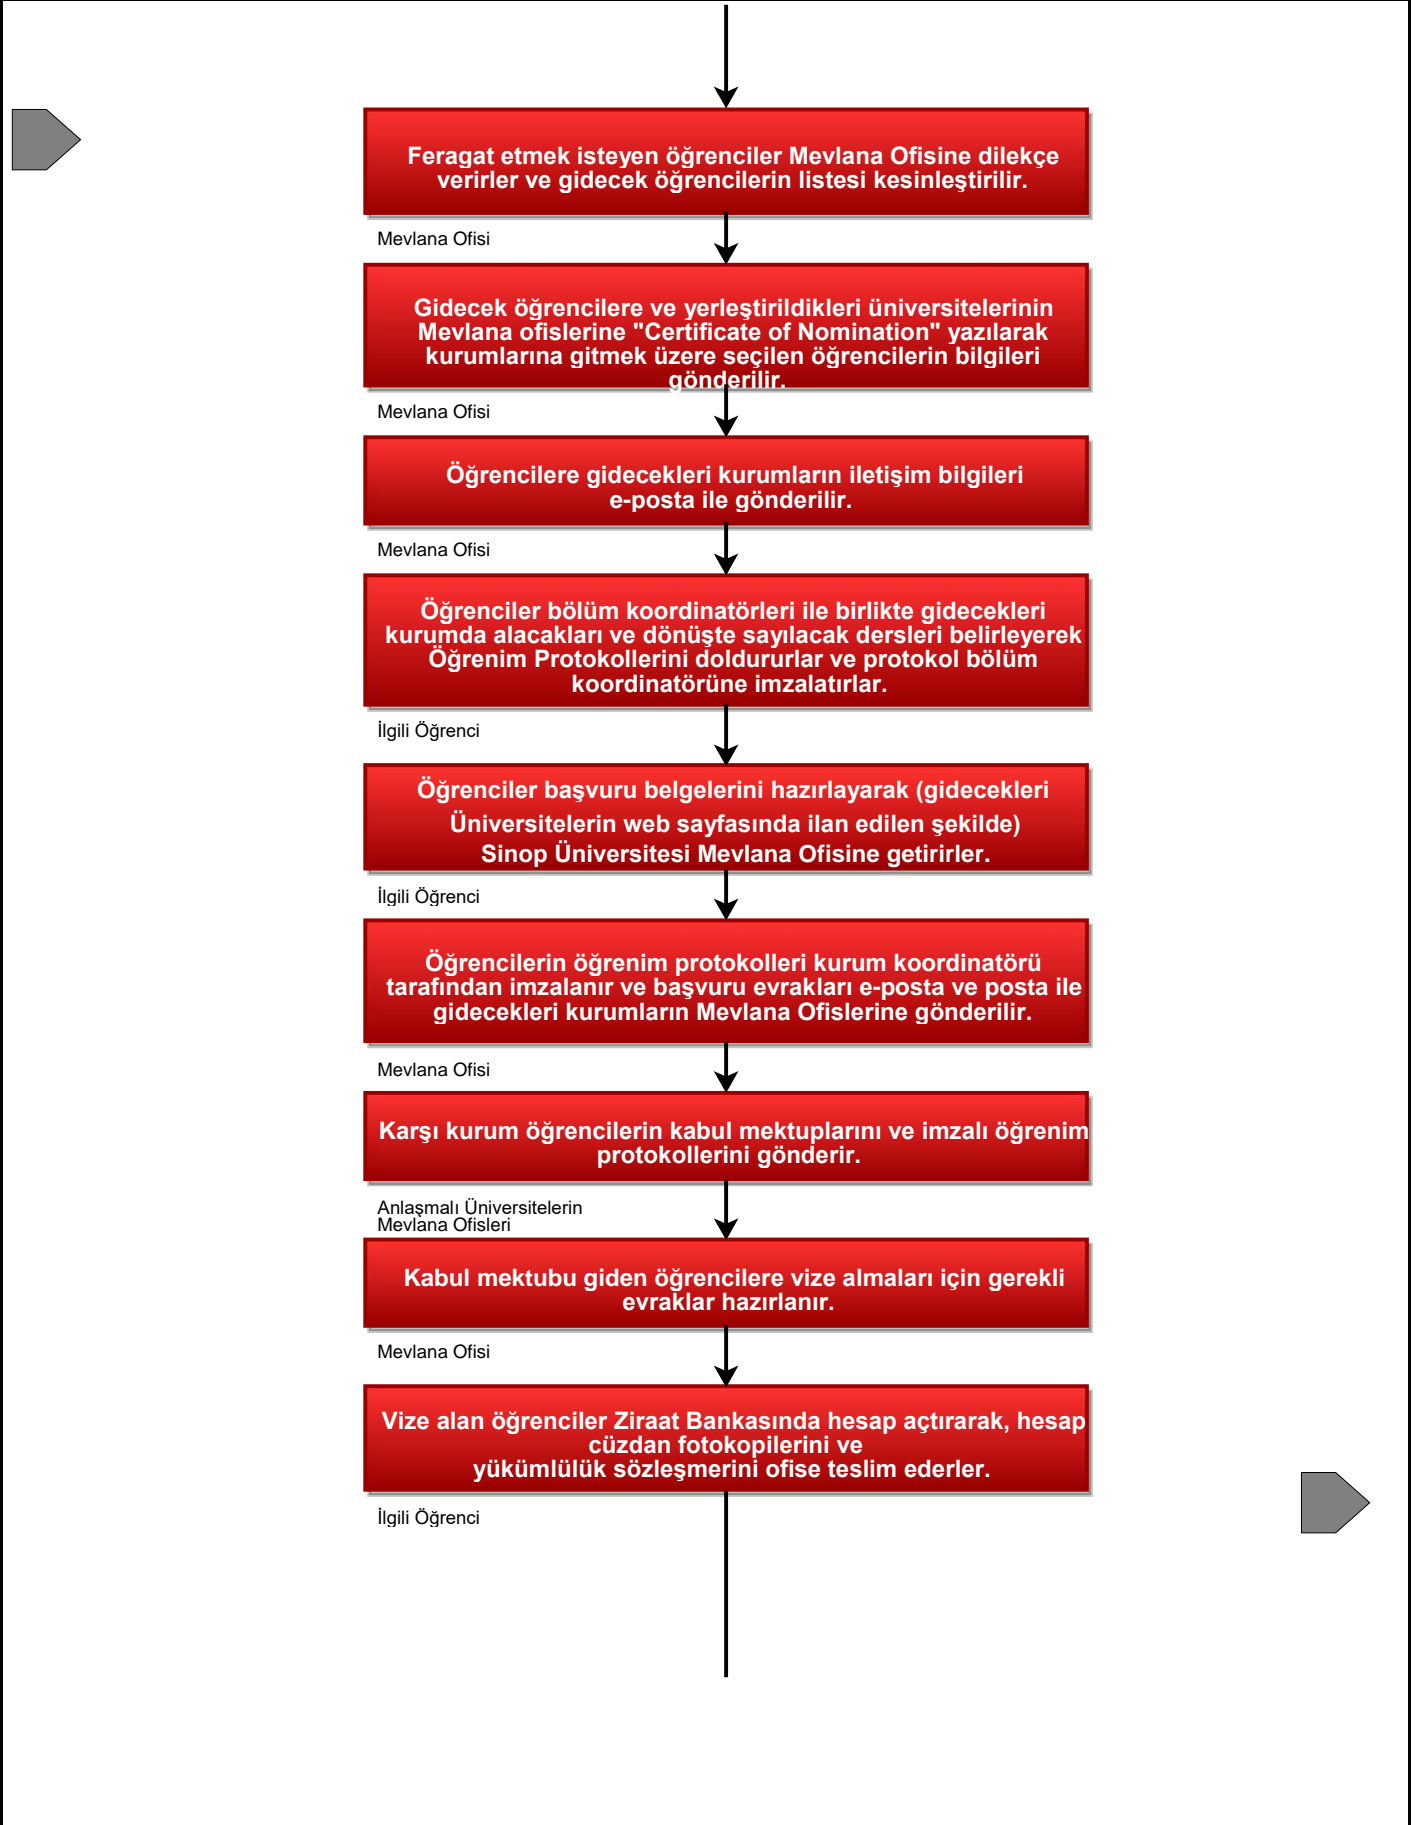 Feragat etmek isteyen öğrenciler Mevlana Ofisine dilekçe
verirler ve gidecek öğrencilerin listesi kesinleştirilir.
Mevlana Ofisi
Gidecek öğrencilere ve yerleştirildikleri üniversitelerinin
Mevlana ofislerine "Certificate of Nomination" yazılarak
kurumlarına gitmek üzere seçilen öğrencilerin bilgileri
gönderilir.
Mevlana Ofisi
Öğrencilere gidecekleri kurumların iletişim bilgileri
e-posta ile gönderilir.
Mevlana Ofisi
Öğrenciler bölüm koordinatörleri ile birlikte gidecekleri
kurumda alacakları ve dönüşte sayılacak dersleri belirleyerek
Öğrenim Protokollerini doldururlar ve protokol bölüm
koordinatörüne imzalatırlar.
İlgili Öğrenci
Öğrenciler başvuru belgelerini hazırlayarak (gidecekleri
Üniversitelerin web sayfasında ilan edilen şekilde)
Sinop Üniversitesi Mevlana Ofisine getirirler.
İlgili Öğrenci
Öğrencilerin öğrenim protokolleri kurum koordinatörü
tarafından imzalanır ve başvuru evrakları e-posta ve posta ile
gidecekleri kurumların Mevlana Ofislerine gönderilir.
Mevlana Ofisi
Karşı kurum öğrencilerin kabul mektuplarını ve imzalı öğrenim
protokollerini gönderir.
Anlaşmalı Üniversitelerin
Mevlana Ofisleri
Kabul mektubu giden öğrencilere vize almaları için gerekli
evraklar hazırlanır.
Mevlana Ofisi
Vize alan öğrenciler Ziraat Bankasında hesap açtırarak, hesap
cüzdan fotokopilerini ve
yükümlülük sözleşmerini ofise teslim ederler.
İlgili Öğrenci